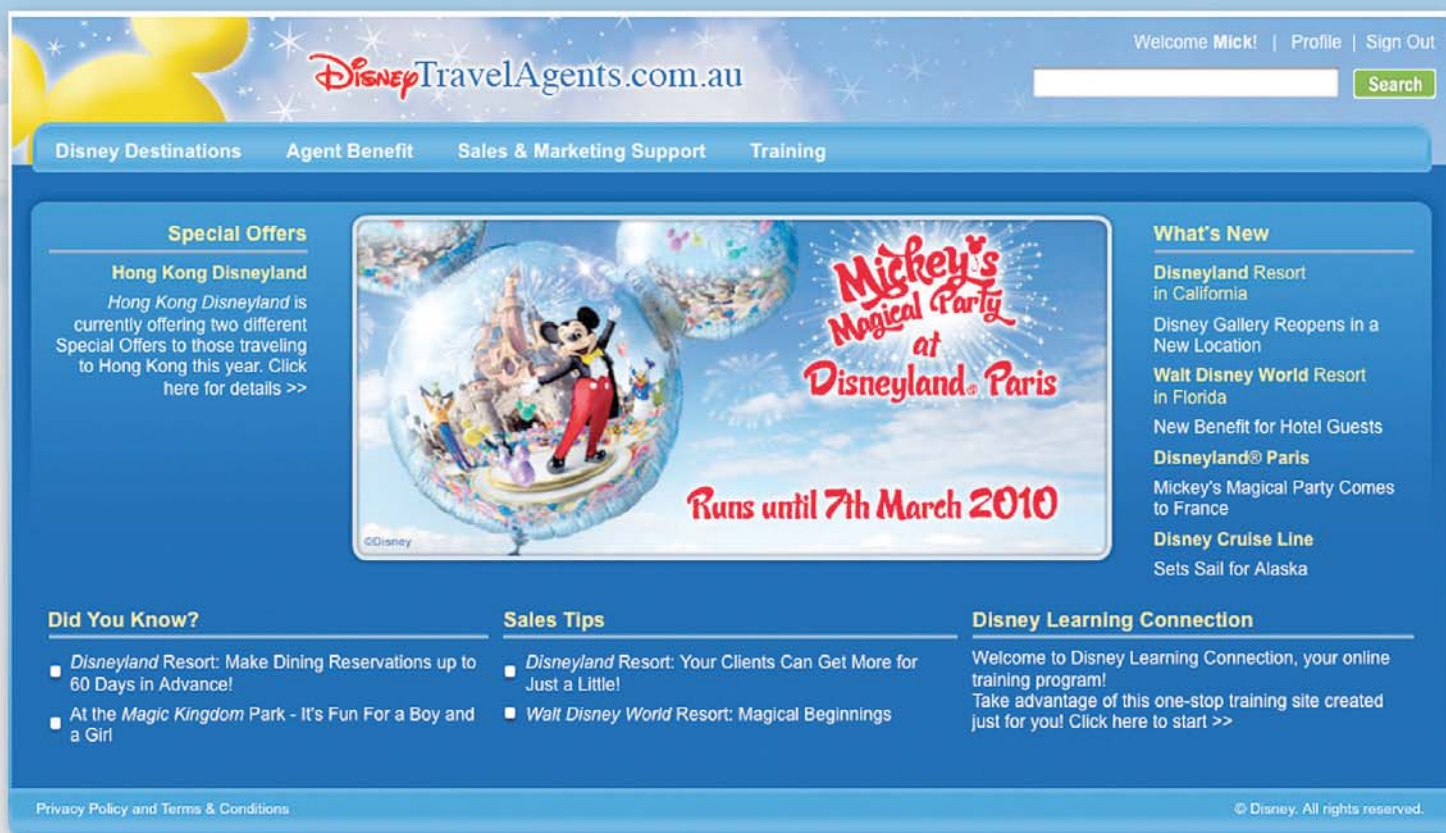 DisneyTravelAgents.com.au
Welcome Mick! | Profile | Sign Out
Search
Disney Destinations Agent Benefit Sales & Marketing Support Training
Special Offers
Hong Kong Disneyland
Hong Kong Disneyland is
currently offering two different
Special Offers to those traveling
to Hong Kong this year. Click
here for details >>
Mickey's
Magical Party
at
Disneyland® Paris
Runs until 7th March 2010
©Disney
What's New
Disneyland Resort
in California
Disney Gallery Reopens in a
New Location
Walt Disney World Resort
in Florida
New Benefit for Hotel Guests
Disneyland® Paris
Mickey's Magical Party Comes
to France
Disney Cruise Line
Sets Sail for Alaska
Did You Know?
Disneyland Resort: Make Dining Reservations up to
60 Days in Advance!
At the Magic Kingdom Park - It's Fun For a Boy and
a Girl
Sales Tips
Disneyland Resort: Your Clients Can Get More for
Just a Little!
Walt Disney World Resort: Magical Beginnings
Disney Learning Connection
Welcome to Disney Learning Connection, your online
training program!
Take advantage of this one-stop training site created
just for you! Click here to start >>
Privacy Policy and Terms & Conditions
© Disney. All rights reserved.